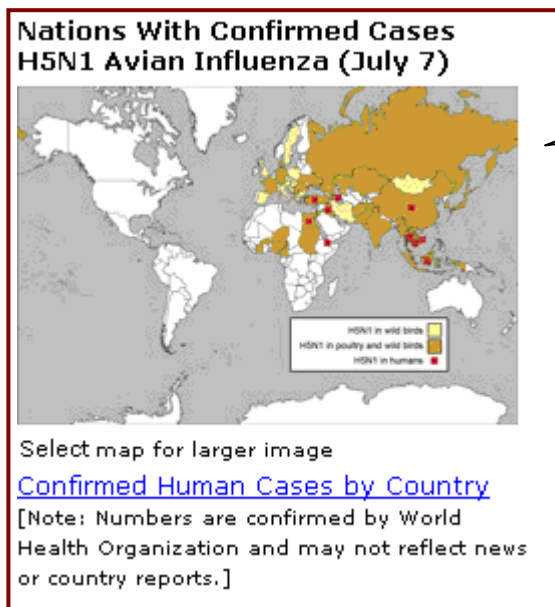 Nations With Confirmed Cases
H5N1 Avian Influenza (July 7)
H5N1 in wild birds
H5N1 in poultry and wild birds
H5N1 in humans
Select map for larger image
Confirmed Human Cases by Country
[Note: Numbers are confirmed by World
Health Organization and may not reflect news
or country reports.]